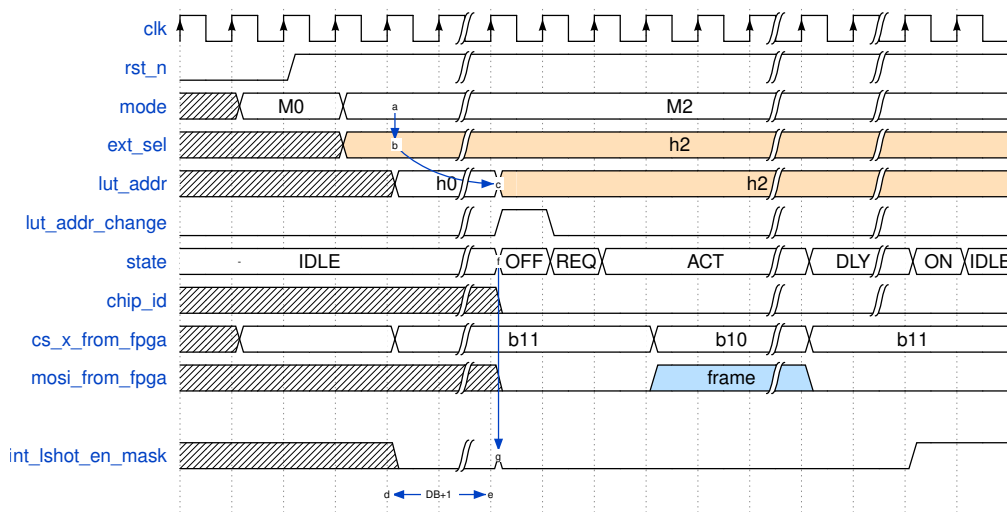 clk
rst_n
mode M0 a M2
ext_sel b h2
lut_addr h0 c h2
lut_addr_change
state - IDLE f OFF REQ ACT DLY ON IDLE
chip_id
cs_x_from_fpga b11 b10 b11
mosi_from_fpga frame
int_lshot_en_mask g
d DB+1 e